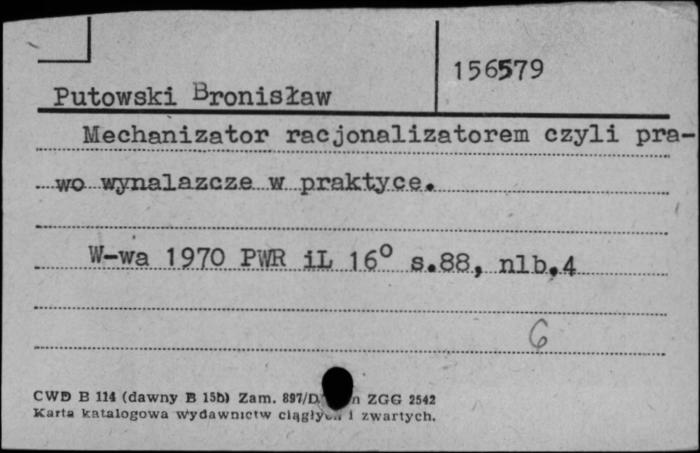 156579
Putowski Bronisław
Mechanizator racjonalizatorem czyli pra-
wo wynalazcze w praktyce.
W-wa 1970 PWR iL 16° s.88, nlb.4
6
CWD B 114 (dawny B 15b) Zam. 897/D ZGG 2542
Karta katalogowa wydawnictw ciągłych i zwartych.